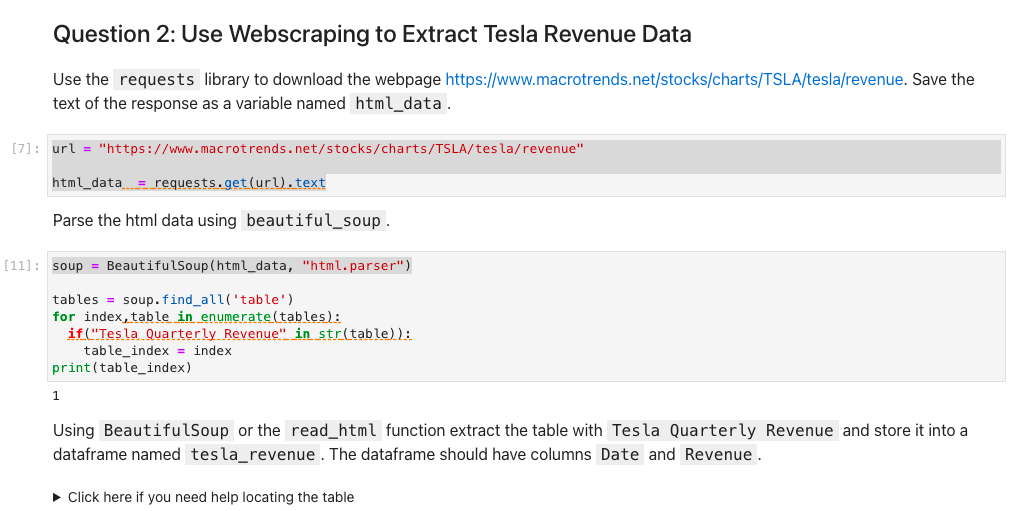 Question 2: Use Webscraping to Extract Tesla Revenue Data
Use the requests library to download the webpage https://www.macrotrends.net/stocks/charts/TSLA/tesla/revenue. Save the
text of the response as a variable named html_data.
[7]: url = "https://www.macrotrends.net/stocks/charts/TSLA/tesla/revenue"
html_data  = requests.get(url).text
Parse the html data using beautiful_soup.
[11]: soup = BeautifulSoup(html_data, "html.parser")
tables = soup.find_all('table')
for index,table in enumerate(tables):
  if("Tesla Quarterly Revenue" in str(table)):
    table_index = index
print(table_index)
1
Using BeautifulSoup or the read_html function extract the table with Tesla Quarterly Revenue and store it into a
dataframe named tesla_revenue. The dataframe should have columns Date and Revenue.
▶ Click here if you need help locating the table